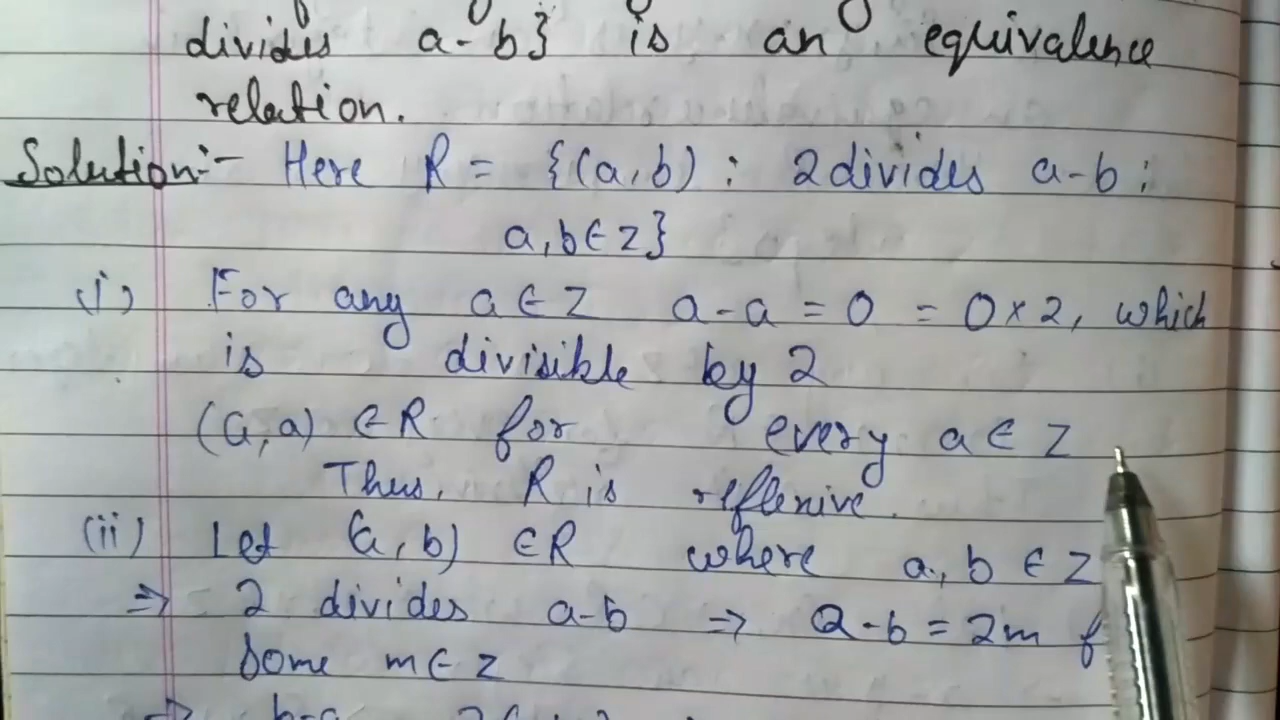 divides a-b} is an equivalence
relation.
Solution:- Here R = {(a,b) : 2 divides a-b :
a,b∈Z}
(i) For any a∈Z a-a = 0 = 0×2, which
is divisible by 2
(a,a) ∈R for every a∈Z
Thus, R is reflexive.
(ii) Let (a,b) ∈R where a,b ∈Z
⇒ 2 divides a-b ⇒ a-b = 2m f
some m∈Z
⇒ b-a